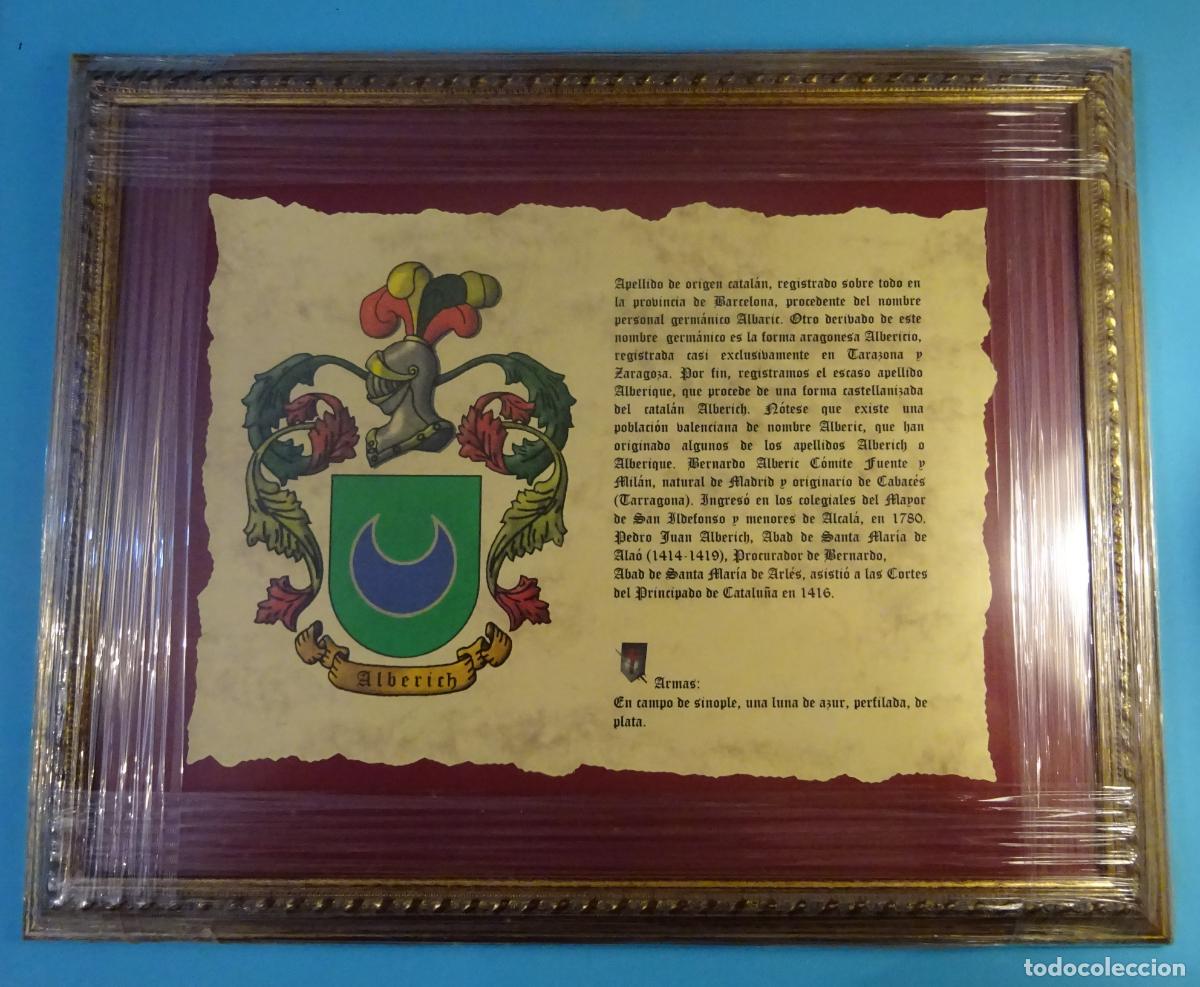 Apellido de origen catalán, registrado sobre todo en
la provincia de Barcelona, procedente del nombre
personal germánico Albaric. Otro derivado de este
nombre germánico es la forma aragonesa Albericio,
registrada casi exclusivamente en Tarazona y
Zaragoza. Por fin, registramos el escaso apellido
Alberique, que procede de una forma castellanizada
del catalán Alberich. Nótese que existe una
población valenciana de nombre Alberic, que han
originado algunos de los apellidos Alberich o
Alberique. Bernardo Alberic Cómite Fuente y
Milán, natural de Madrid y originario de Cabacés
(Tarragona). Ingresó en los colegiales del Mayor
de San Ildefonso y menores de Alcalá, en 1780.
Pedro Juan Alberich, Abad de Santa María de
Alaó (1414-1419), Procurador de Bernardo,
Abad de Santa María de Arlés, asistió a las Cortes
del Principado de Cataluña en 1416.
Alberich
Armas:
En campo de sinople, una luna de azur, perfilada, de
plata.
todocoleccion